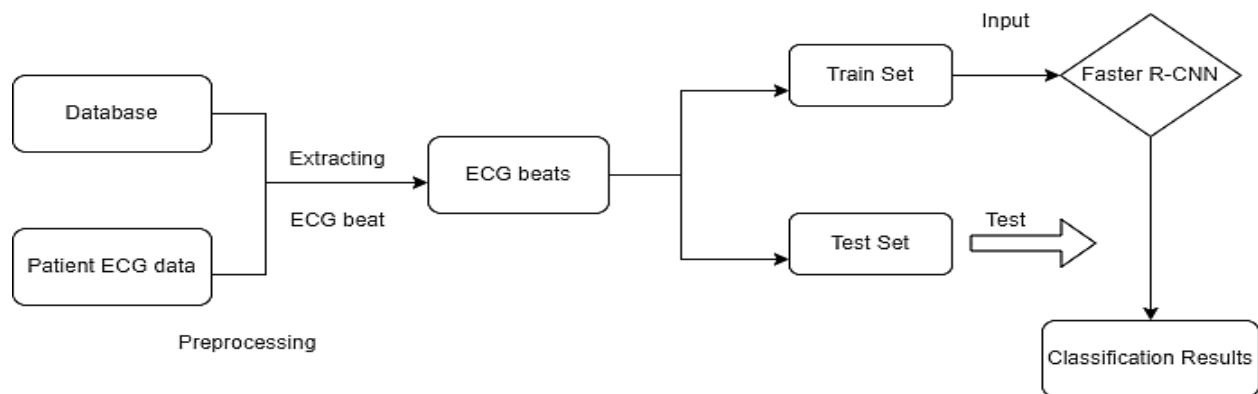 Input
Train Set
Faster R-CNN
Database
Extracting
ECG beats
ECG beat
Test
Test Set
Patient ECG data
Preprocessing
Classification Results